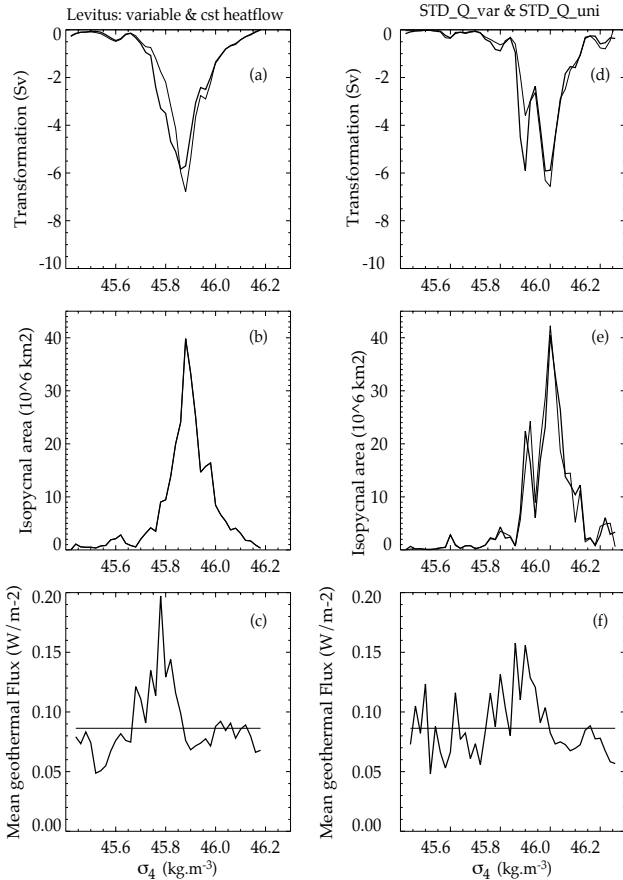 Levitus: variable & cst heatflow
STD_Q_var & STD_Q_uni
Transformation (Sv)
0
-2
-4
-6
-8
-10
(a)
45.6 45.8 46.0 46.2
Transformation (Sv)
0
-2
-4
-6
-8
-10
(d)
45.6 45.8 46.0 46.2
Isopycnal area (10^6 km2)
40
30
20
10
0
(b)
45.6 45.8 46.0 46.2
Isopycnal area (10^6 km2)
40
30
20
10
0
(e)
45.6 45.8 46.0 46.2
Mean geothermal Flux (W/m-2)
0.20
0.15
0.10
0.05
0.00
(c)
45.6 45.8 46.0 46.2
σ4 (kg.m-3)
Mean geothermal Flux (W/m-2)
0.20
0.15
0.10
0.05
0.00
(f)
45.6 45.8 46.0 46.2
σ4 (kg.m-3)